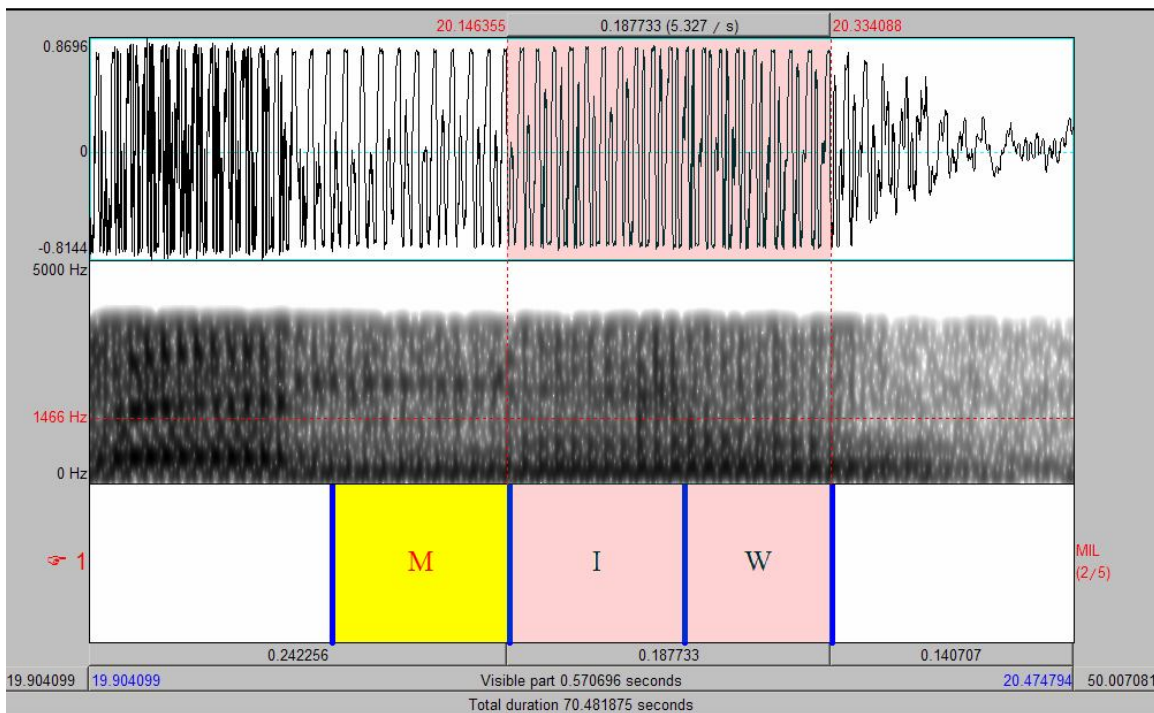 20.146355 0.187733 (5.327 / s) 20.334088
0.8696
0
-0.8144
5000 Hz
1466 Hz
0 Hz
☞ 1 M I W MIL
(2/5)
0.242256 0.187733 0.140707
19.904099 19.904099 Visible part 0.570696 seconds 20.474794 50.007081
Total duration 70.481875 seconds